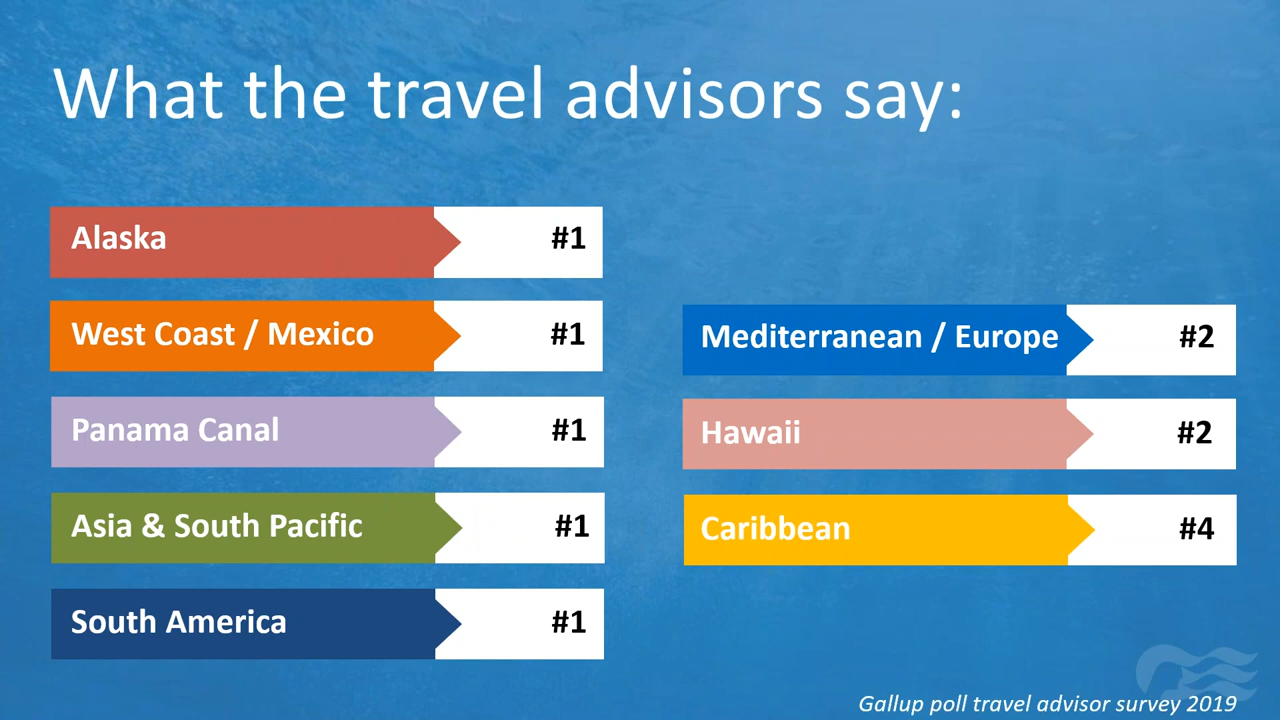 What the travel advisors say:
Alaska #1
West Coast / Mexico #1
Panama Canal #1
Asia & South Pacific #1
South America #1
Mediterranean / Europe #2
Hawaii #2
Caribbean #4
Gallup poll travel advisor survey 2019